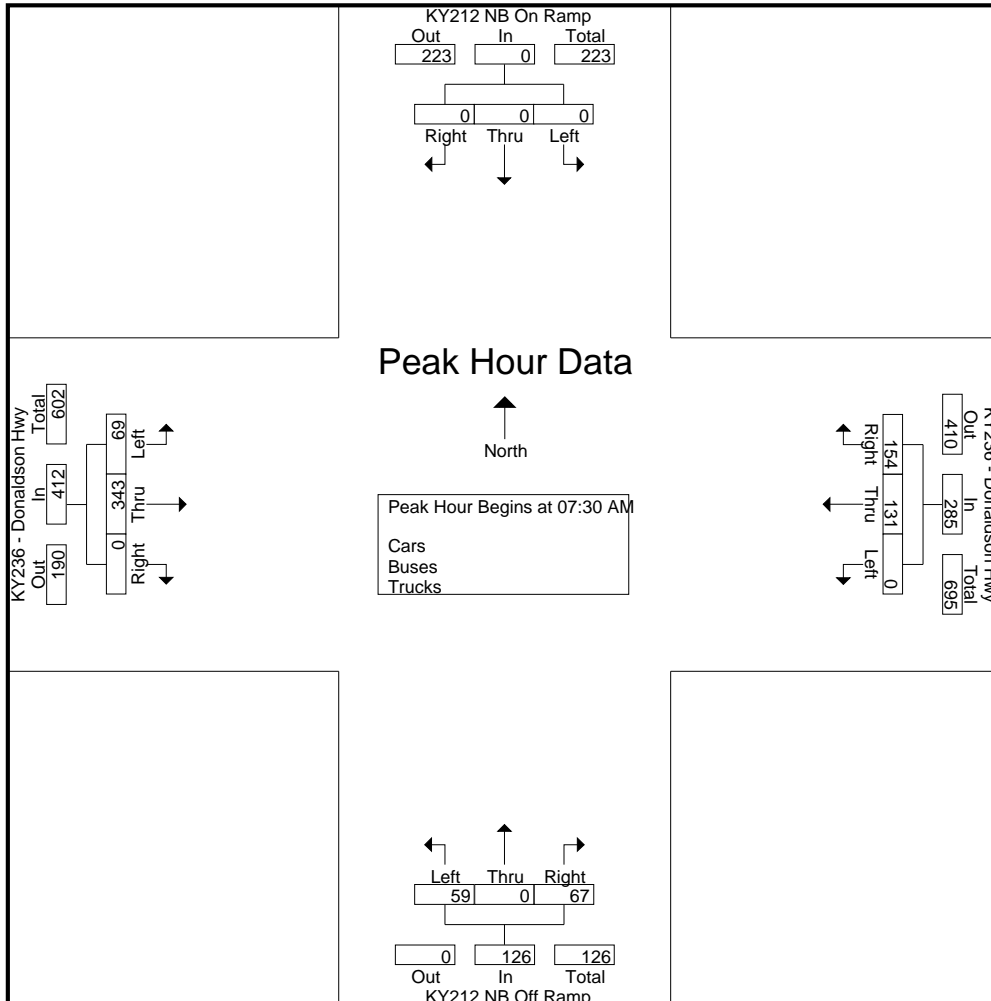 KY212 NB On Ramp
Out In Total
223 0 223
0 0 0
Right Thru Left
Peak Hour Data
North
Peak Hour Begins at 07:30 AM
Cars
Buses
Trucks
KY236 - Donaldson Hwy
Out In Total
190 412 602
Right Thru Left
0 343 69
KY236 - Donaldson Hwy
Out In Total
410 285 695
Right Thru Left
154 131 0
Left Thru Right
59 0 67
0 126 126
Out In Total
KY212 NB Off Ramp